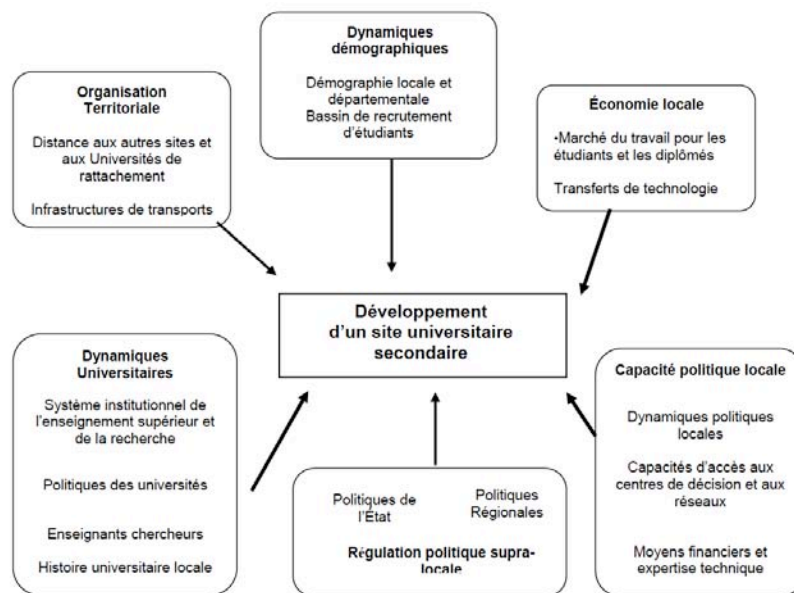 Dynamiques
démographiques
Démographie locale et
départementale
Bassin de recrutement
d'étudiants
Organisation
Territoriale
Distance aux autres sites et
aux Universités de
rattachement
Infrastructures de transports
Économie locale
•Marché du travail pour les
étudiants et les diplômés
Transferts de technologie
Développement
d'un site universitaire
secondaire
Dynamiques
Universitaires
Système institutionnel de
l'enseignement supérieur et
de la recherche
Politiques des universités
Enseignants chercheurs
Histoire universitaire locale
Politiques de
l'Etat
Politiques
Régionales
Régulation politique supra-
locale
Capacité politique locale
Dynamiques politiques
locales
Capacités d'accès aux
centres de décision et aux
réseaux
Moyens financiers et
expertise technique